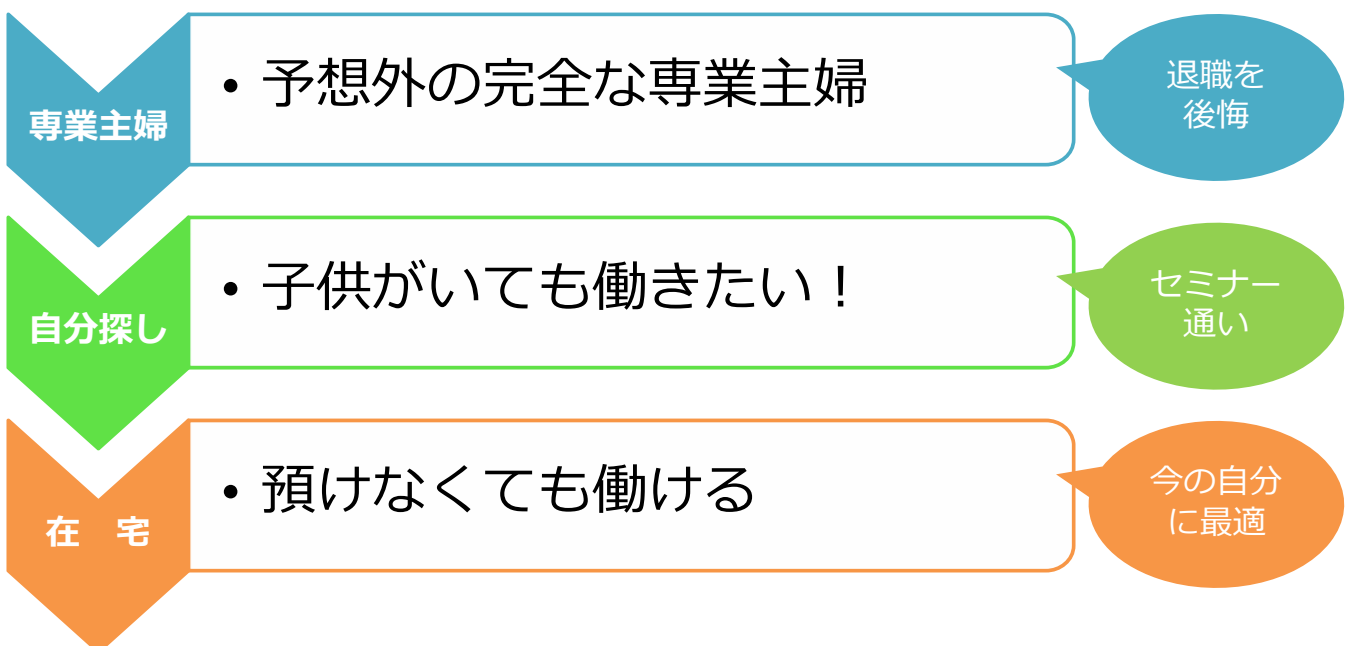 専業主婦
• 予想外の完全な専業主婦
退職を
後悔
自分探し
• 子供がいても働きたい！
セミナー
通い
在　宅
• 預けなくても働ける
今の自分
に最適